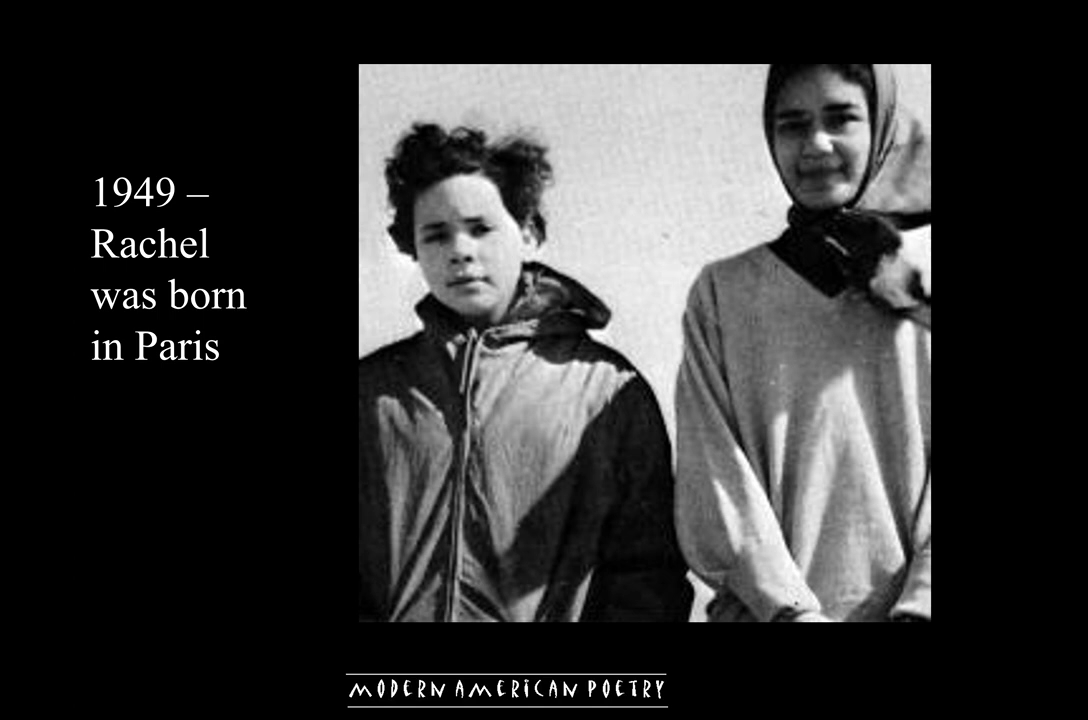 1949 –
Rachel
was born
in Paris
MODERN AMERICAN POETRY